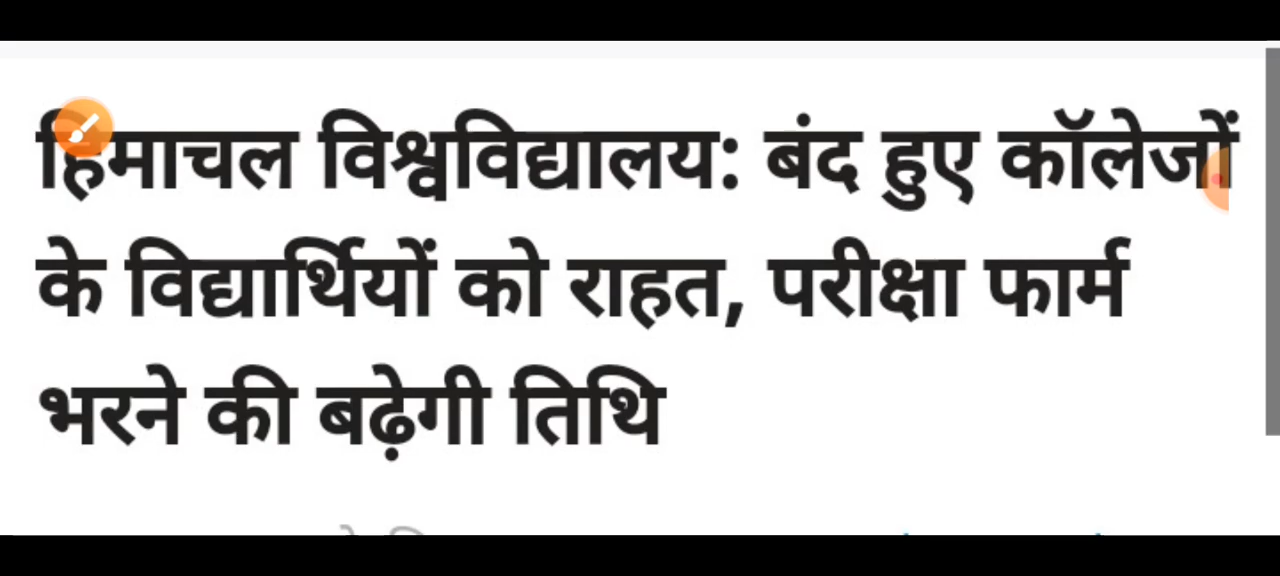 हिमाचल विश्वविद्यालय: बंद हुए कॉलेजों
के विद्यार्थियों को राहत, परीक्षा फार्म
भरने की बढ़ेगी तिथि